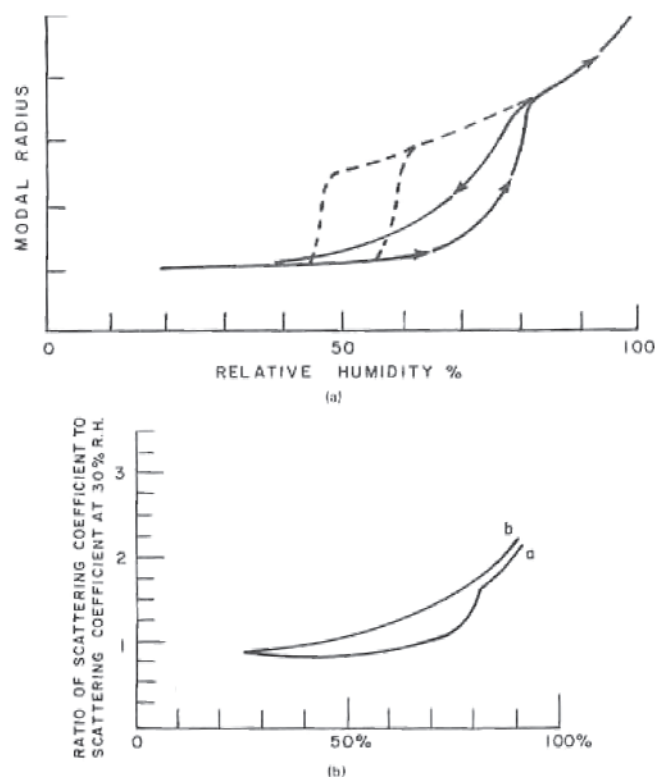 MODAL RADIUS
0
50
100
RELATIVE HUMIDITY %
(a)
RATIO OF SCATTERING COEFFICIENT TO
SCATTERING COEFFICIENT AT 30% R.H.
3
2
1
b
a
0
50%
100%
(b)